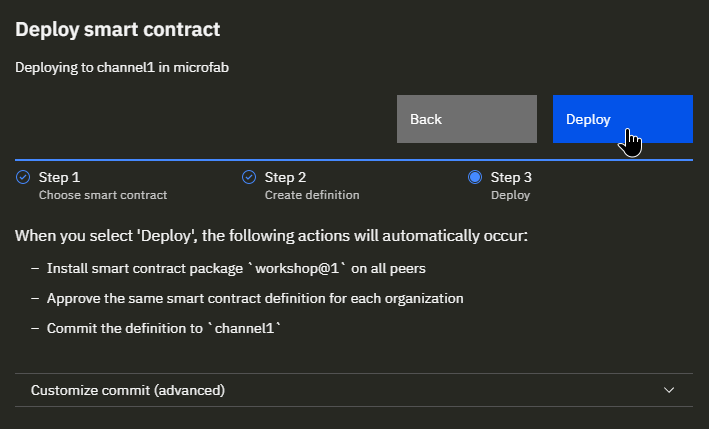 Deploy smart contract
Deploying to channel1 in microfab
Back
Deploy
Step 1
Choose smart contract
Step 2
Create definition
Step 3
Deploy
When you select 'Deploy', the following actions will automatically occur:
– Install smart contract package `workshop@1` on all peers
– Approve the same smart contract definition for each organization
– Commit the definition to `channel1`
Customize commit (advanced)